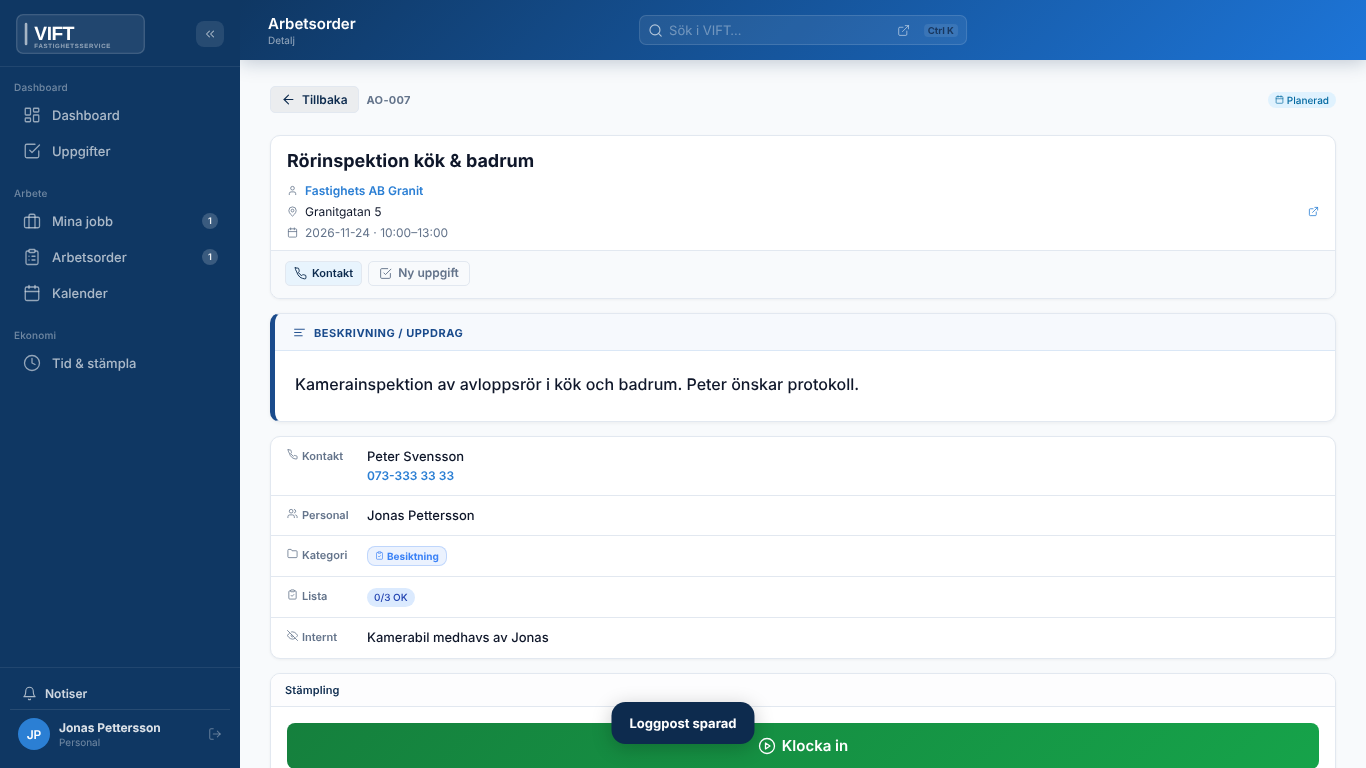 VIFT
FASTIGHETSSERVICE
Arbetsorder
Detalj
Sök i VIFT...
Ctrl K
Dashboard
Dashboard
Uppgifter
Arbete
Mina jobb 1
Arbetsorder 1
Kalender
Ekonomi
Tid & stämpla
Notiser
JP
Jonas Pettersson
Personal
Tillbaka
AO-007
Planerad
Rörinspektion kök & badrum
Fastighets AB Granit
Granitgatan 5
2026-11-24 · 10:00–13:00
Kontakt
Ny uppgift
BESKRIVNING / UPPDRAG
Kamerainspektion av avloppsrör i kök och badrum. Peter önskar protokoll.
Kontakt
Peter Svensson
073-333 33 33
Personal
Jonas Pettersson
Kategori
Besiktning
Lista
0/3 OK
Internt
Kamerabil medhavs av Jonas
Stämpling
Loggpost sparad
Klocka in